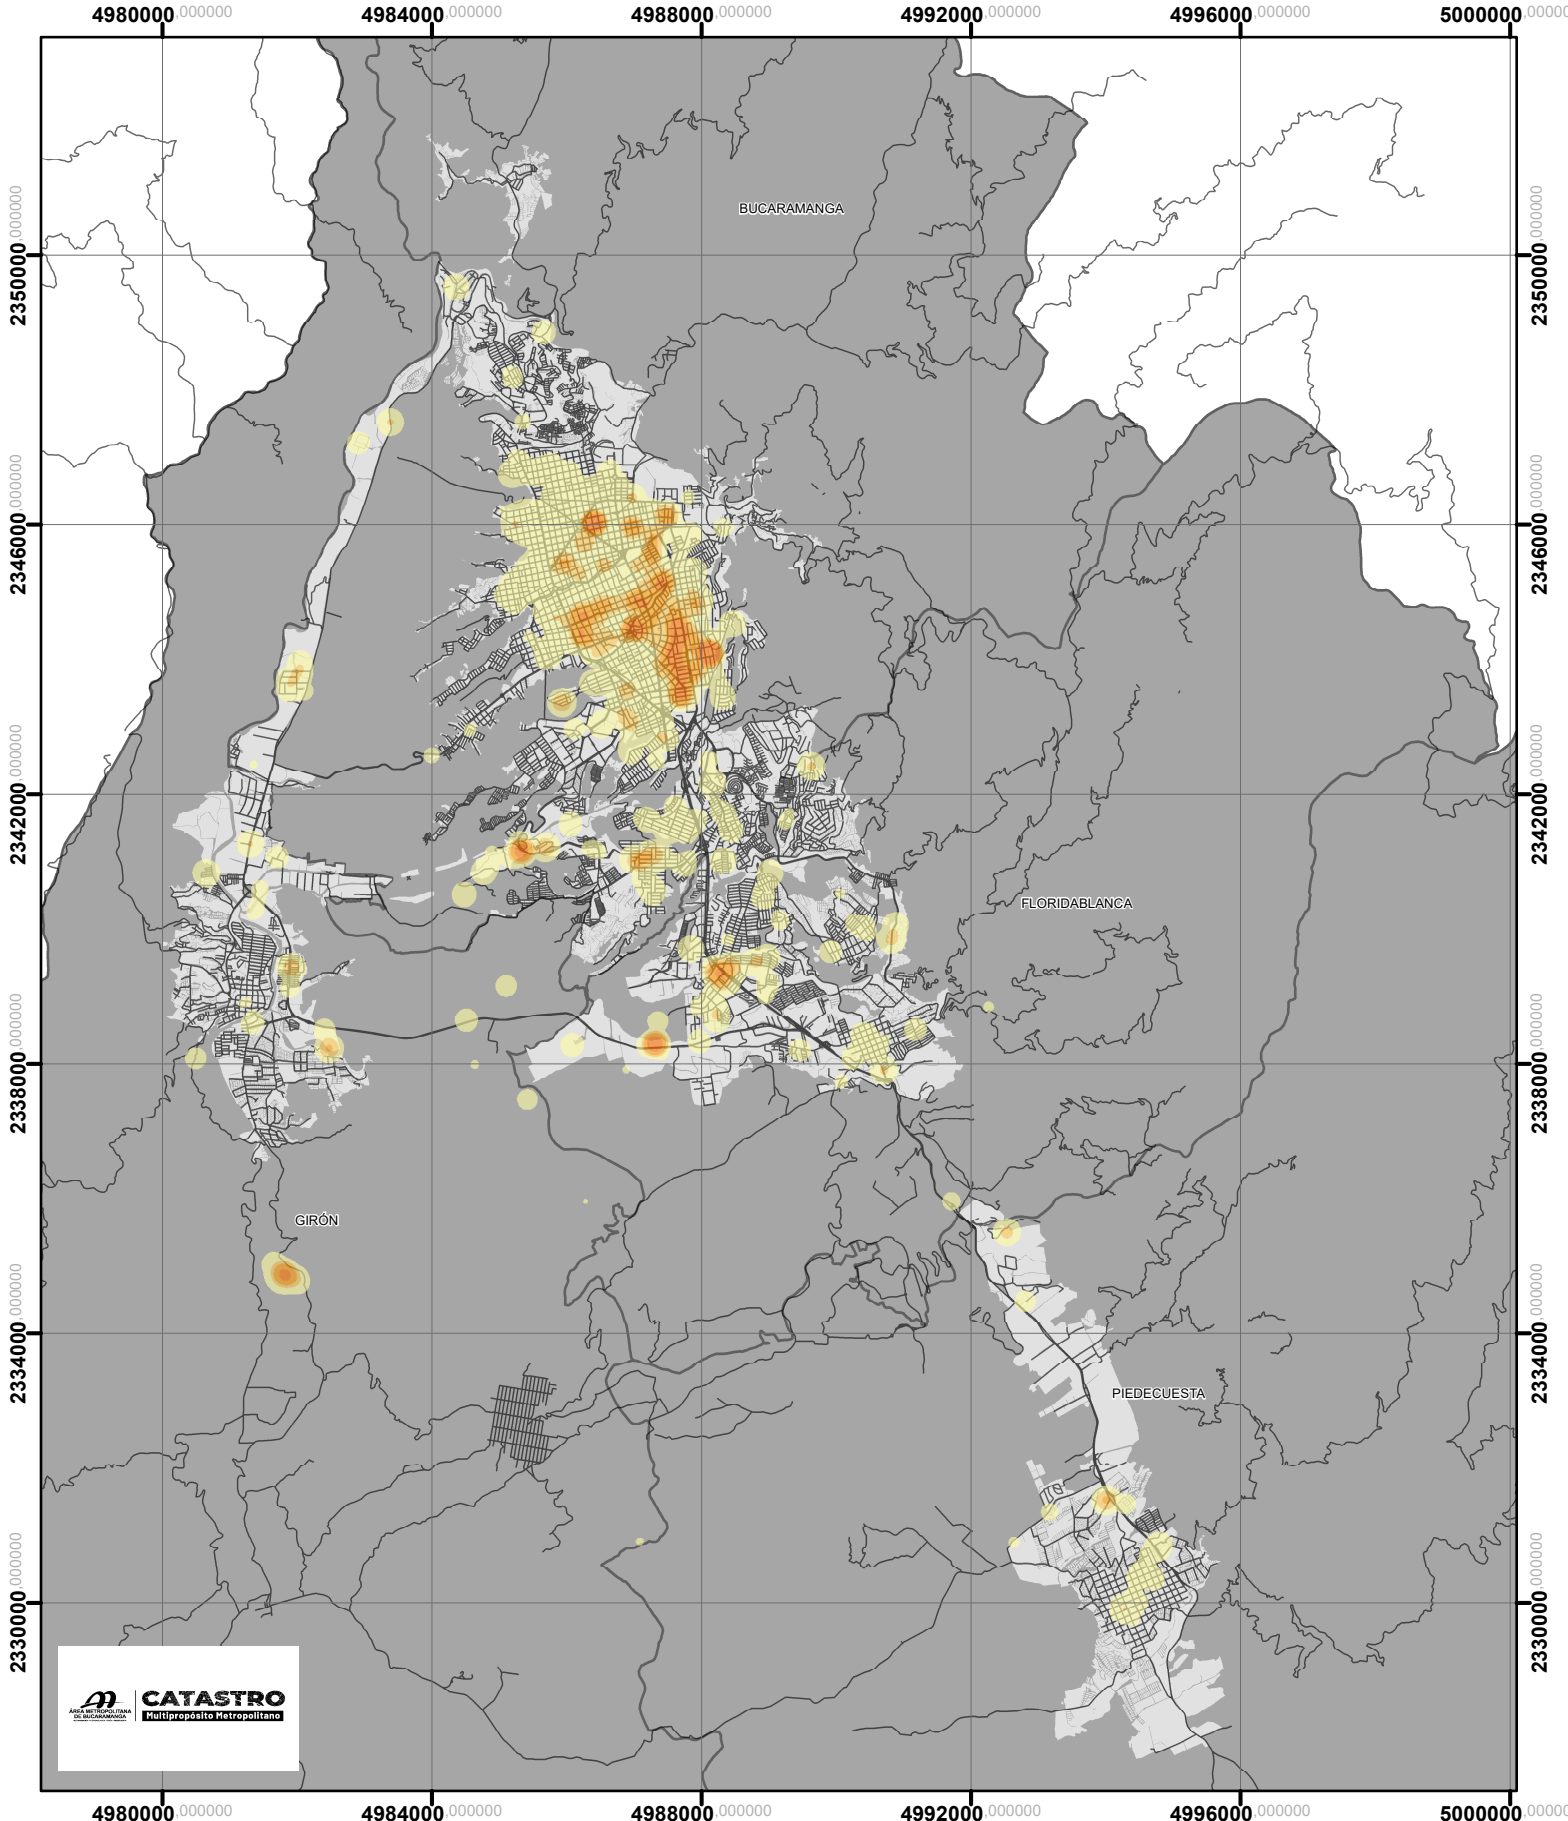 4980000,000000 4984000,000000 4988000,000000 4992000,000000 4996000,000000 5000000,00000
2350000,000000 2350000,000000
BUCARAMANGA
2346000,000000 2346000,000000
2342000,000000 2342000,000000
FLORIDABLANCA
2338000,000000 2338000,000000
GIRÓN
2334000,000000 2334000,000000
PIEDECUESTA
2330000,000000 2330000,000000
ÁREA METROPOLITANA
DE BUCARAMANGA
CATASTRO
Multipropósito Metropolitano
4980000,000000 4984000,000000 4988000,000000 4992000,000000 4996000,000000 5000000,00000